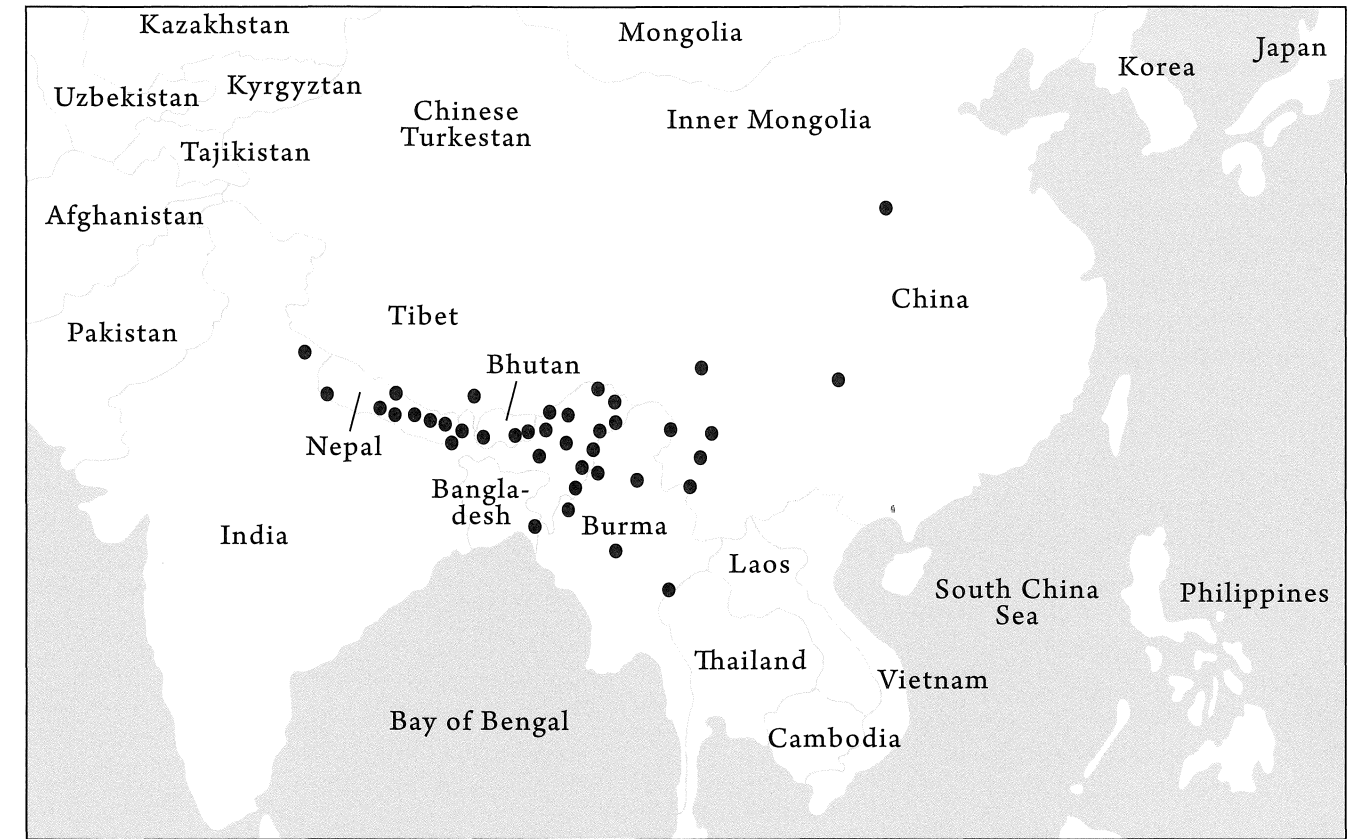 Kazakhstan
Mongolia
Japan
Korea
Uzbekistan
Kyrgyztan
Chinese
Turkestan
Inner Mongolia
Tajikistan
Afghanistan
China
Tibet
Pakistan
Bhutan
Nepal
Bangla-
desh
Burma
India
Laos
South China
Sea
Philippines
Thailand
Vietnam
Bay of Bengal
Cambodia